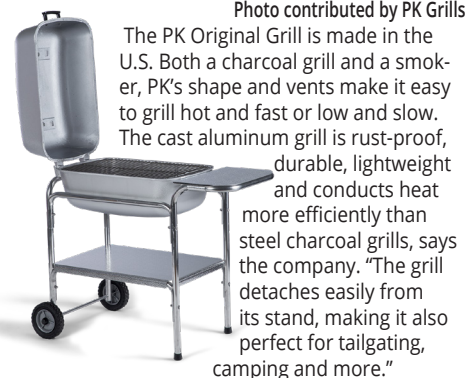 Photo contributed by PK Grills
The PK Original Grill is made in the
U.S. Both a charcoal grill and a smok-
er, PK’s shape and vents make it easy
to grill hot and fast or low and slow.
The cast aluminum grill is rust-proof,
durable, lightweight
and conducts heat
more efficiently than
steel charcoal grills, says
the company. “The grill
detaches easily from
its stand, making it also
perfect for tailgating,
camping and more.”